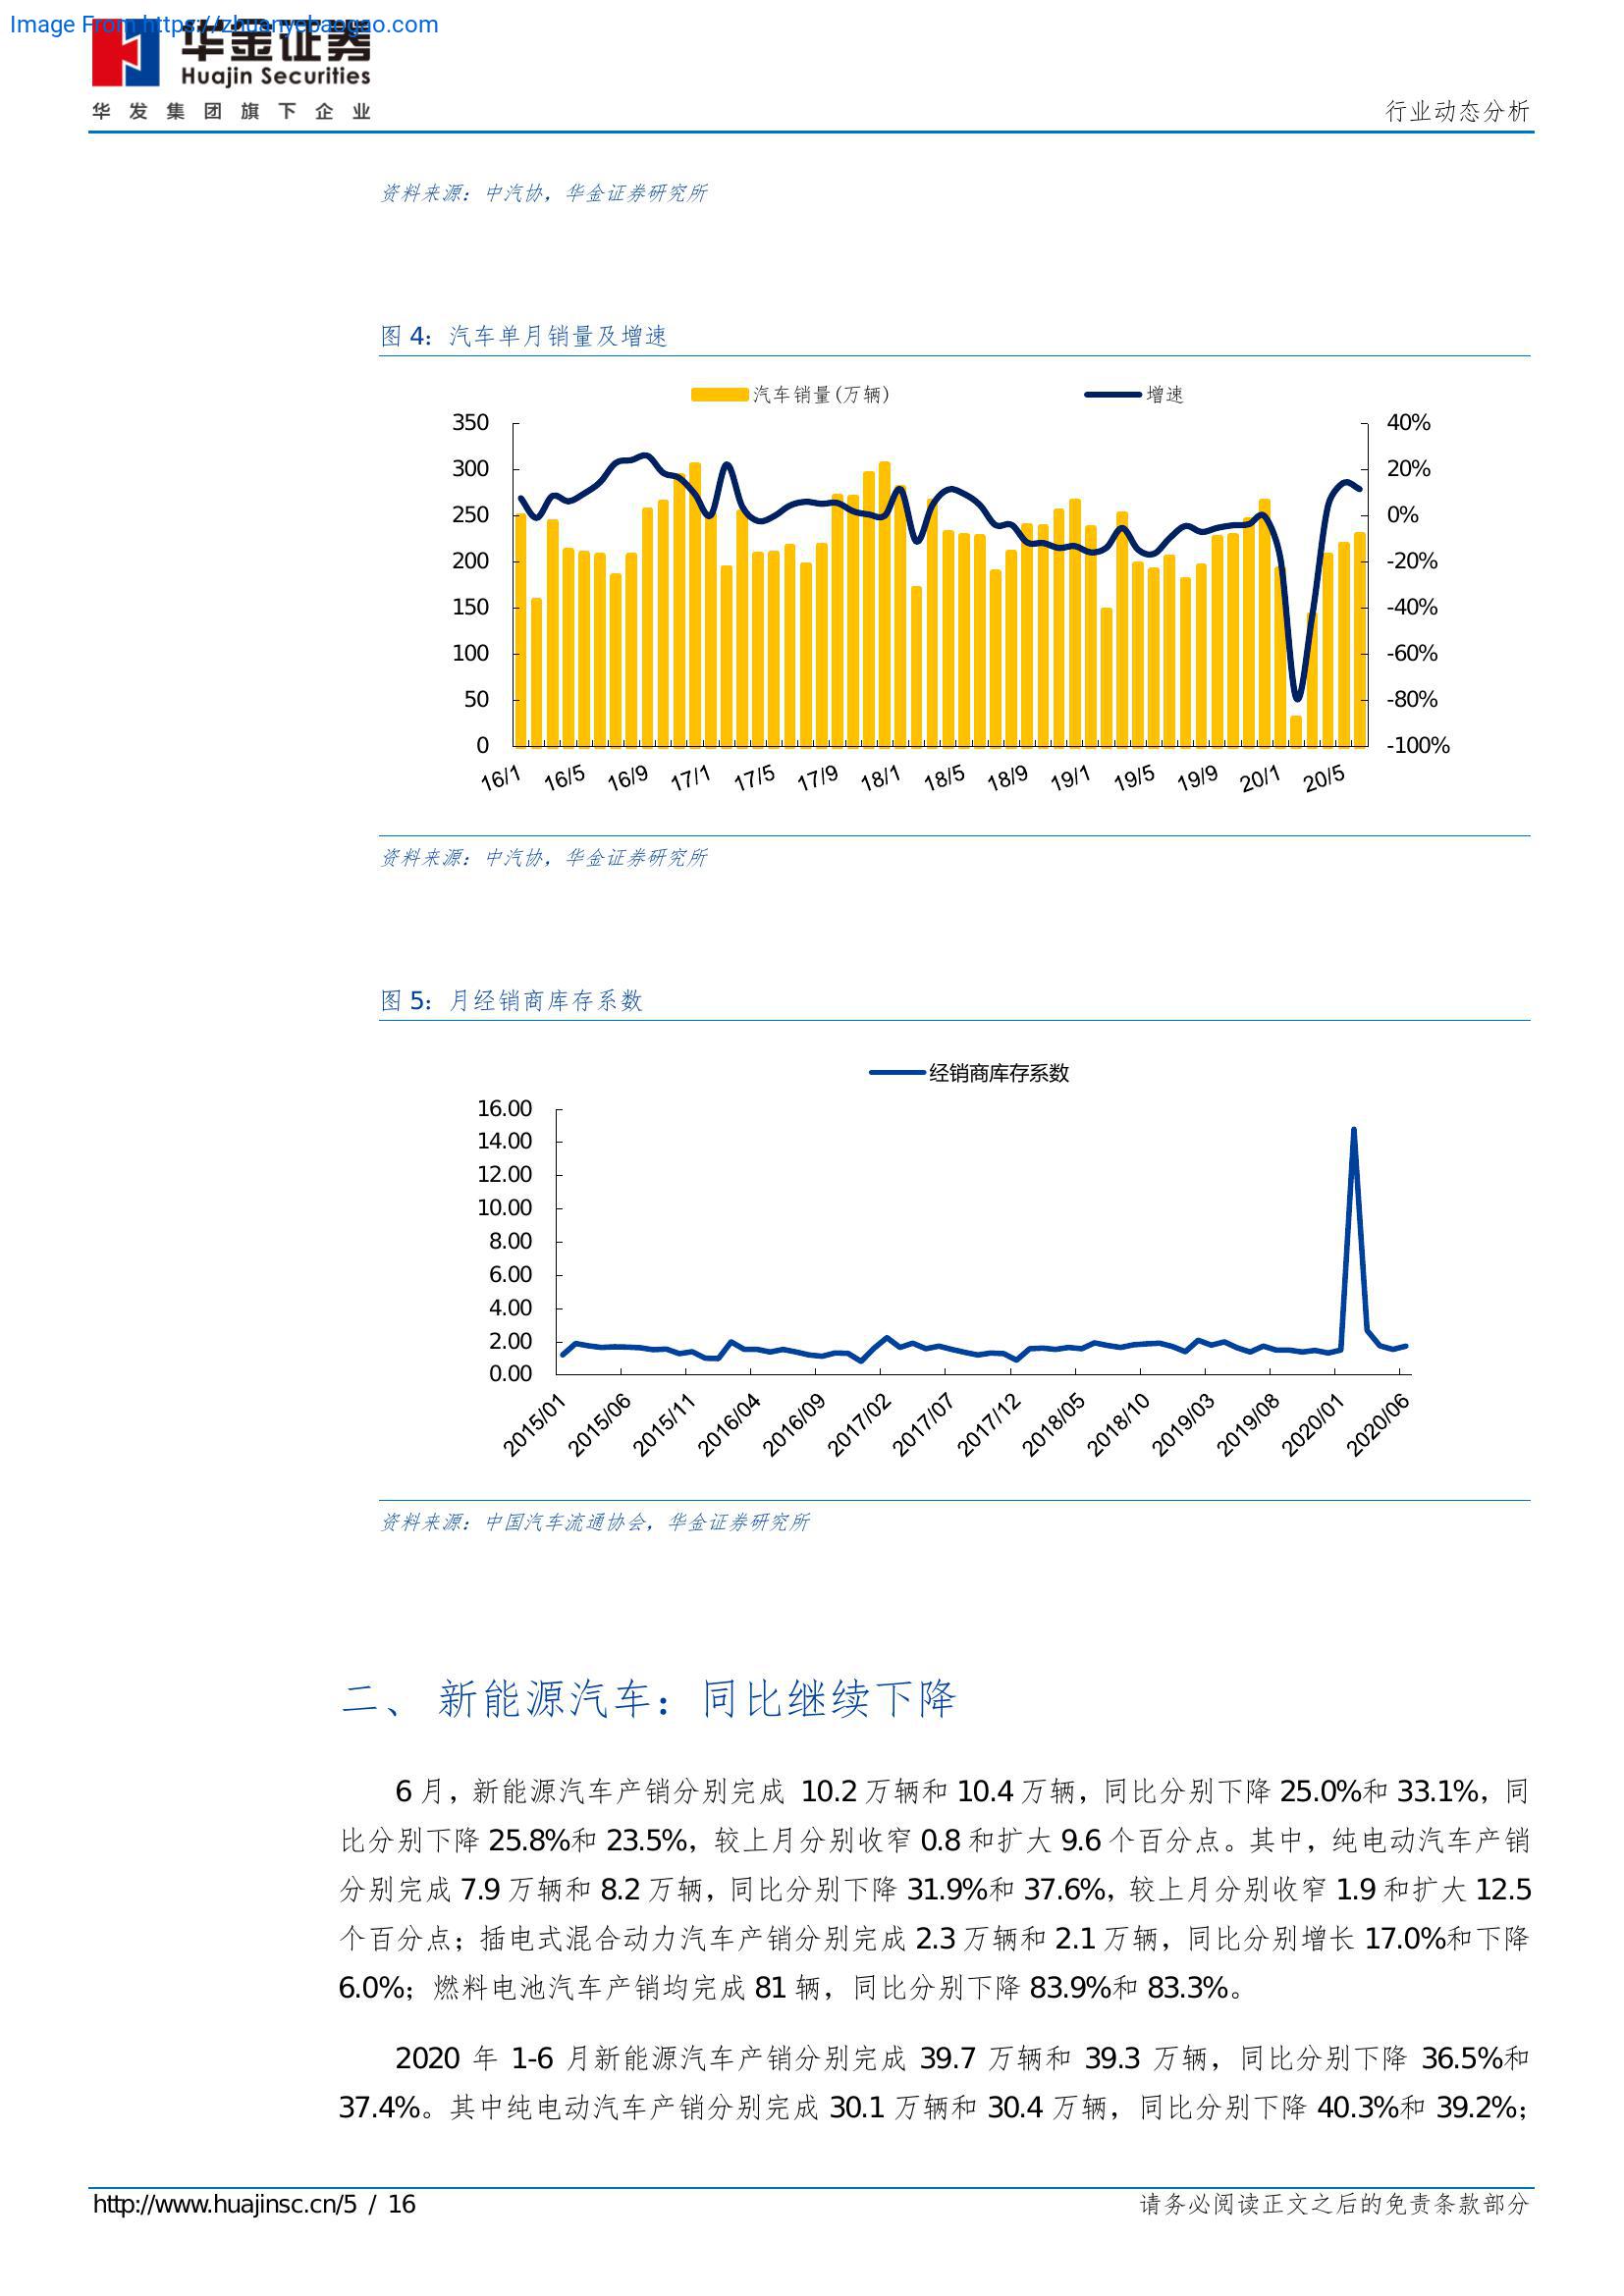 Image From https://zhuanyebaogao.com
华金证券
Huajin Securities
华发集团旗下企业
行业动态分析
资料来源：中汽协，华金证券研究所
图 4：汽车单月销量及增速
汽车销量(万辆) 增速
350 40%
300 20%
250 0%
200 -20%
150 -40%
100 -60%
50 -80%
0 -100%
16/1 16/5 16/9 17/1 17/5 17/9 18/1 18/5 18/9 19/1 19/5 19/9 20/1 20/5
资料来源：中汽协，华金证券研究所
图 5：月经销商库存系数
经销商库存系数
16.00
14.00
12.00
10.00
8.00
6.00
4.00
2.00
0.00
2015/01 2015/06 2015/11 2016/04 2016/09 2017/02 2017/07 2017/12 2018/05 2018/10 2019/03 2019/08 2020/01 2020/06
资料来源：中国汽车流通协会，华金证券研究所
二、 新能源汽车：同比继续下降
6 月，新能源汽车产销分别完成 10.2 万辆和 10.4 万辆，同比分别下降 25.0%和 33.1%，同
比分别下降 25.8%和 23.5%，较上月分别收窄 0.8 和扩大 9.6 个百分点。其中，纯电动汽车产销
分别完成 7.9 万辆和 8.2 万辆，同比分别下降 31.9%和 37.6%，较上月分别收窄 1.9 和扩大 12.5
个百分点；插电式混合动力汽车产销分别完成 2.3 万辆和 2.1 万辆，同比分别增长 17.0%和下降
6.0%；燃料电池汽车产销均完成 81 辆，同比分别下降 83.9%和 83.3%。
2020 年 1-6 月新能源汽车产销分别完成 39.7 万辆和 39.3 万辆，同比分别下降 36.5%和
37.4%。其中纯电动汽车产销分别完成 30.1 万辆和 30.4 万辆，同比分别下降 40.3%和 39.2%；
http://www.huajinsc.cn/5 / 16
请务必阅读正文之后的免责条款部分